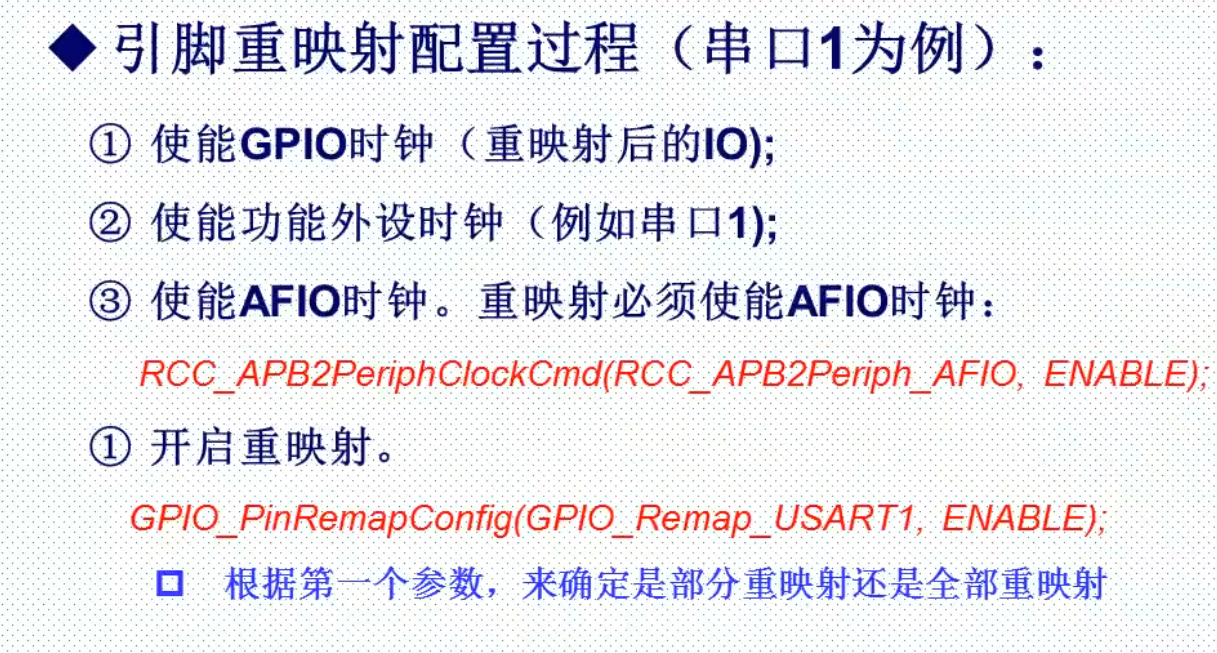 ◆引脚重映射配置过程（串口1为例）：
① 使能GPIO时钟（重映射后的IO);
② 使能功能外设时钟（例如串口1);
③ 使能AFIO时钟。重映射必须使能AFIO时钟：
RCC_APB2PeriphClockCmd(RCC_APB2Periph_AFIO, ENABLE);
① 开启重映射。
GPIO_PinRemapConfig(GPIO_Remap_USART1, ENABLE);
根据第一个参数，来确定是部分重映射还是全部重映射